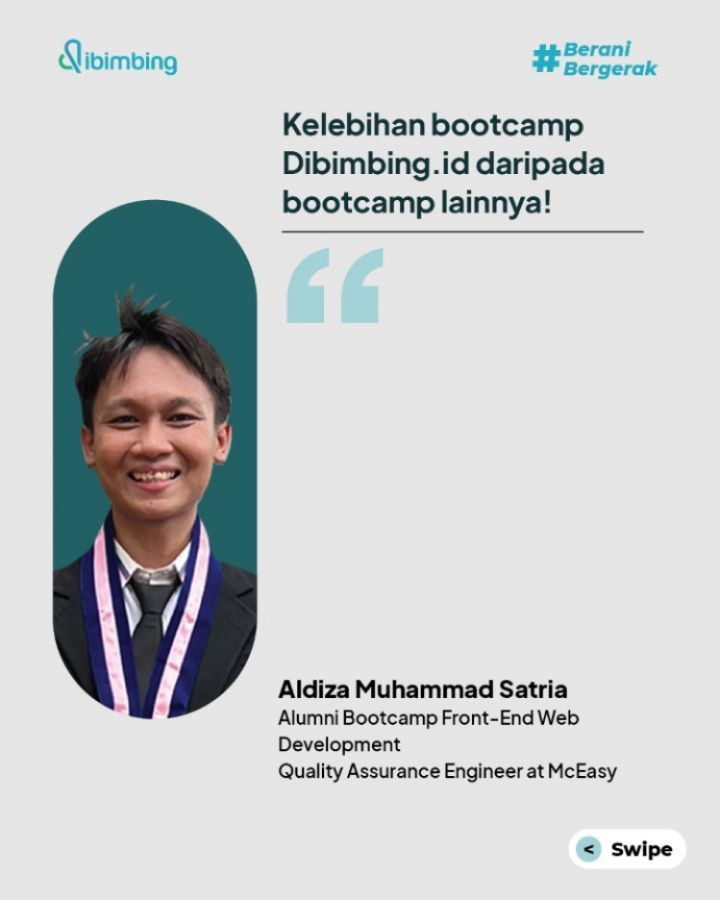 dibimbing
#Berani
Bergerak
Kelebihan bootcamp
Dibimbing.id daripada
bootcamp lainnya!
“
Aldiza Muhammad Satria
Alumni Bootcamp Front-End Web
Development
Quality Assurance Engineer at McEasy
< Swipe